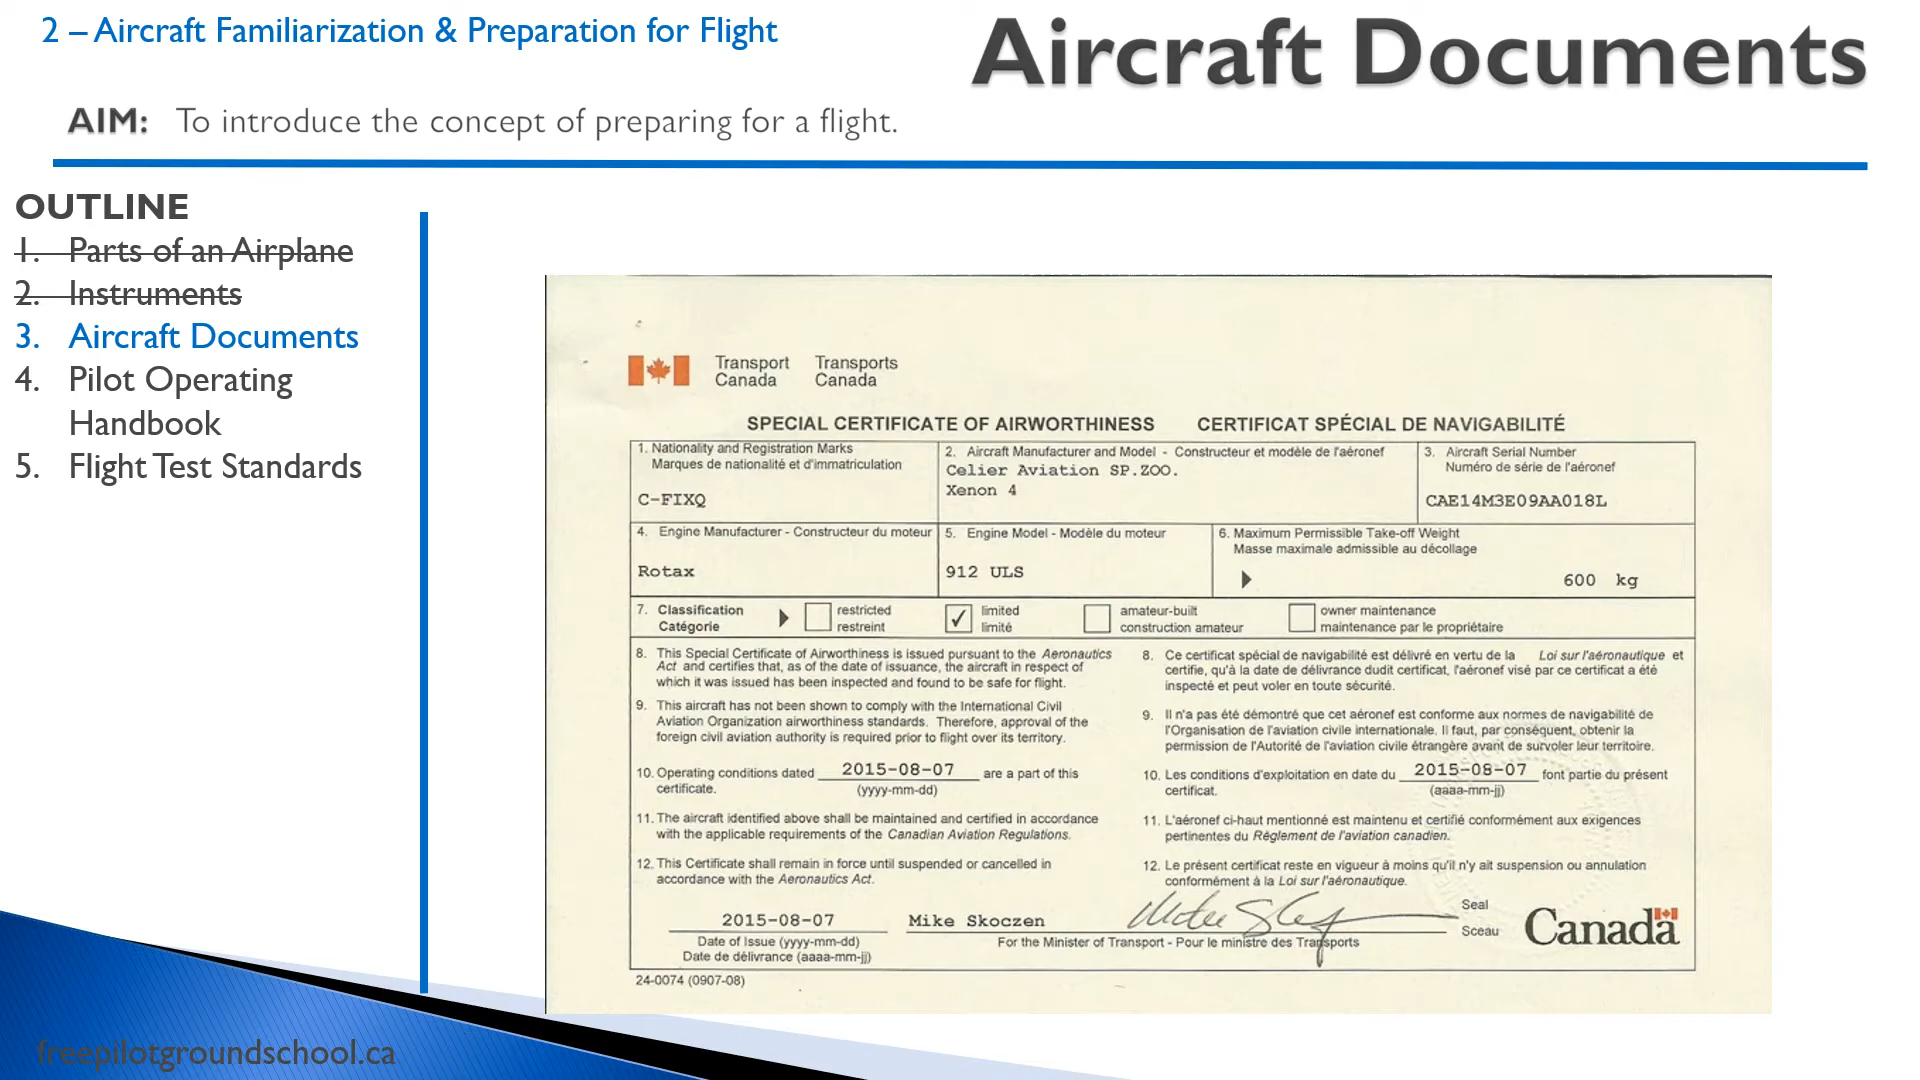 2 – Aircraft Familiarization & Preparation for Flight
Aircraft Documents
AIM: To introduce the concept of preparing for a flight.
OUTLINE
1. Parts of an Airplane
2. Instruments
3. Aircraft Documents
4. Pilot Operating
Handbook
5. Flight Test Standards
Transport Transports
Canada Canada
SPECIAL CERTIFICATE OF AIRWORTHINESS CERTIFICAT SPÉCIAL DE NAVIGABILITÉ
1. Nationality and Registration Marks
Marques de nationalité et d'immatriculation
C-FIXQ
2. Aircraft Manufacturer and Model - Constructeur et modèle de l'aéronef
Celier Aviation SP.ZOO.
Xenon 4
3. Aircraft Serial Number
Numéro de série de l'aéronef
CAE14M3E09AA018L
4. Engine Manufacturer - Constructeur du moteur
Rotax
5. Engine Model - Modèle du moteur
912 ULS
6. Maximum Permissible Take-off Weight
Masse maximale admissible au décollage
600 kg
7. Classification
Catégorie
restricted
restreint
limited
limité
amateur-built
construction amateur
owner maintenance
maintenance par le propriétaire
8. This Special Certificate of Airworthiness is issued pursuant to the Aeronautics
Act and certifies that, as of the date of issuance, the aircraft in respect of
which it was issued has been inspected and found to be safe for flight.
9. This aircraft has not been shown to comply with the International Civil
Aviation Organization airworthiness standards. Therefore, approval of the
foreign civil aviation authority is required prior to flight over its territory.
10. Operating conditions dated 2015-08-07 are a part of this
certificate. (yyyy-mm-dd)
11. The aircraft identified above shall be maintained and certified in accordance
with the applicable requirements of the Canadian Aviation Regulations.
12. This Certificate shall remain in force until suspended or cancelled in
accordance with the Aeronautics Act.
8. Ce certificat spécial de navigabilité est délivré en vertu de la Loi sur l'aéronautique et
certifie, qu'à la date de délivrance dudit certificat, l'aéronef visé par ce certificat a été
inspecté et peut voler en toute sécurité.
9. Il n'a pas été démontré que cet aéronef est conforme aux normes de navigabilité de
l'Organisation de l'aviation civile internationale. Il faut, par conséquent, obtenir la
permission de l'Autorité de l'aviation civile étrangère avant de survoler leur territoire.
10. Les conditions d'exploitation en date du 2015-08-07 font partie du présent
certificat. (aaaa-mm-jj)
11. L'aéronef ci-haut mentionné est maintenu et certifié conformément aux exigences
pertinentes du Règlement de l'aviation canadien.
12. Le présent certificat reste en vigueur à moins qu'il n'y ait suspension ou annulation
conformément à la Loi sur l'aéronautique.
2015-08-07
Date of Issue (yyyy-mm-dd)
Date de délivrance (aaaa-mm-jj)
Mike Skoczen
For the Minister of Transport - Pour le ministre des Transports
Seal
Sceau
Canada
24-0074 (0907-08)
freepilotgroundschool.ca